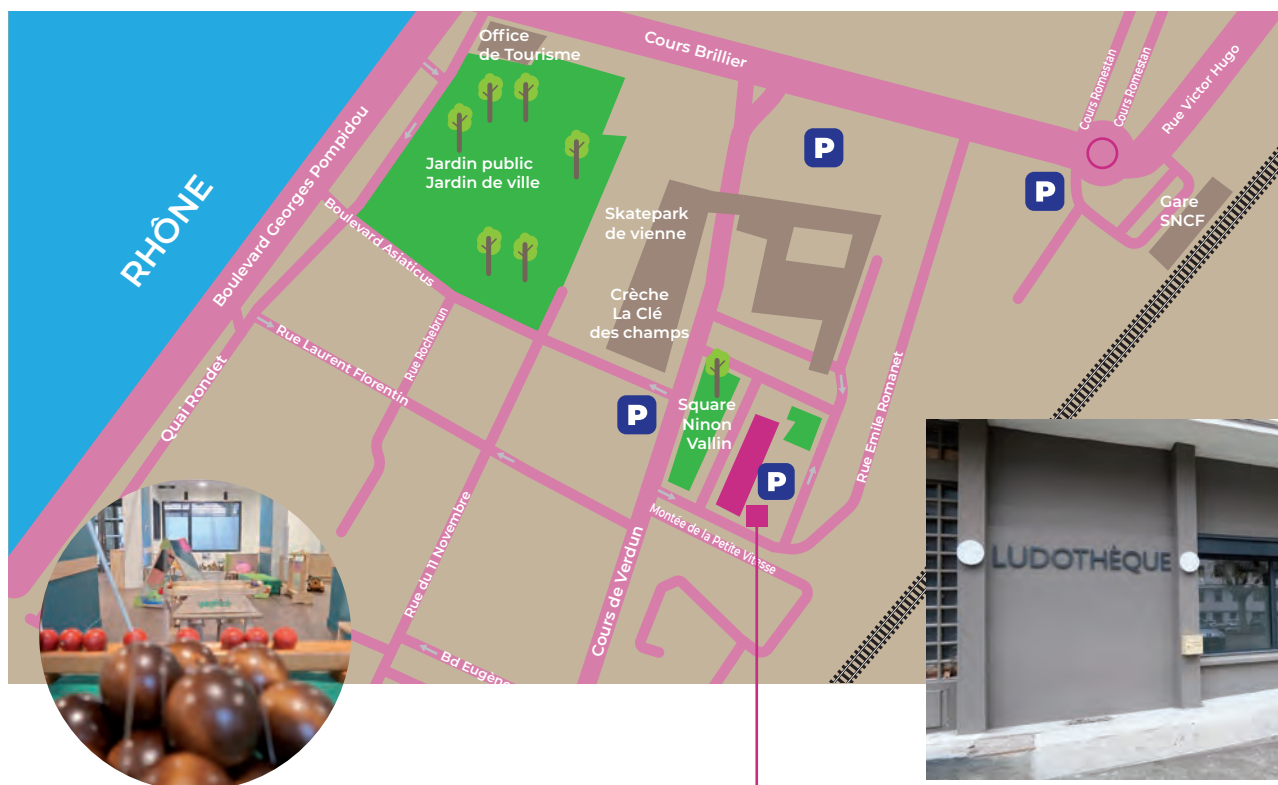 Office
de Tourisme
Cours Brillier
Cours Romestan
Cours Romestan
Rue Victor Hugo
P
P
Jardin public
Jardin de ville
RHÔNE
Boulevard Georges Pompidou
Boulevard Asiaticus
Skatepark
de vienne
Gare
SNCF
Crèche
La Clé
des champs
Rue Rochebrun
Rue Laurent Florentin
Quai Rondet
P
Square
Ninon
Vallin
P
Rue Emile Romanet
Montée de la Petite Vitesse
Rue du 11 Novembre
Cours de Verdun
Bd Eugène
LUDOTHÈQUE